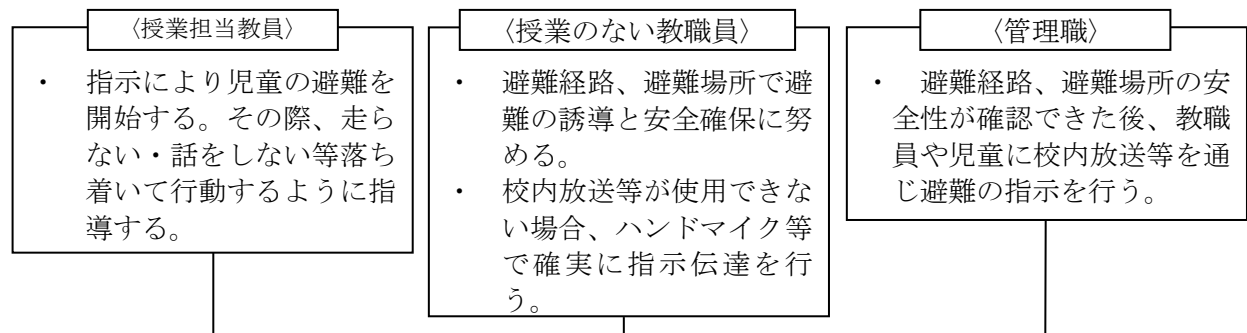 〈授業担当教員〉
・ 指示により児童の避難を
開始する。その際、走ら
ない・話をしない等落ち
着いて行動するように指
導する。
〈授業のない教職員〉
・ 避難経路、避難場所で避
難の誘導と安全確保に努
める。
・ 校内放送等が使用できな
い場合、ハンドマイク等
で確実に指示伝達を行
う。
〈管理職〉
・ 避難経路、避難場所の安
全性が確認できた後、教職
員や児童に校内放送等を通
じ避難の指示を行う。